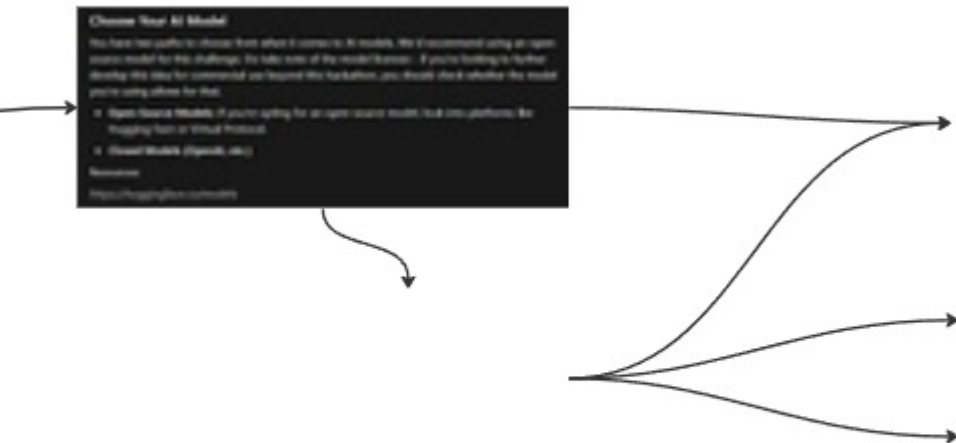 Choose Your AI Model
You have two paths to choose from when it comes to AI models. We'd recommend using an open
source model for this challenge. Do take note of the model licenses - if you're looking to further
develop this idea for commercial use beyond this hackathon, you should check whether the model
you're using allows for that.
Open Source Models: If you're opting for an open source model, look into platforms like
Hugging Face or Virtual Protocol.
Closed Models (OpenAI, etc.)
Resources:
https://huggingface.co/models